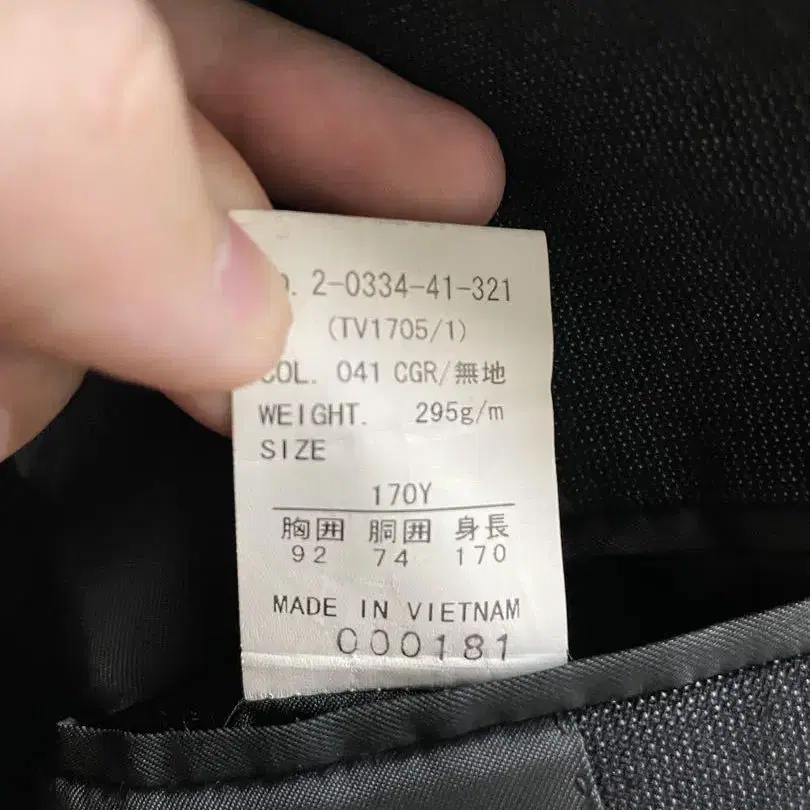 . 2-0334-41-321
(TV1705/1)
OL. 041 CGR/無地
WEIGHT. 295g/m
SIZE
170Y
胸囲 胴囲 身長
92 74 170
MADE IN VIETNAM
000181